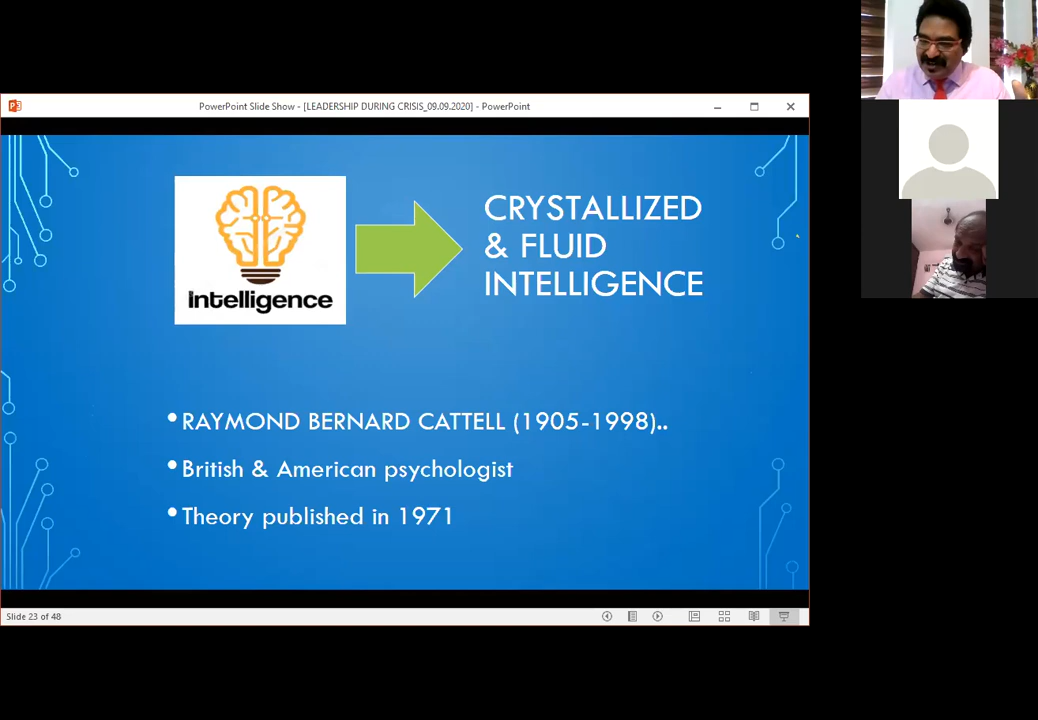 PowerPoint Slide Show - [LEADERSHIP DURING CRISIS_09.09.2020] - PowerPoint
intelligence
CRYSTALLIZED
& FLUID
INTELLIGENCE
•RAYMOND BERNARD CATTELL (1905-1998)..
•British & American psychologist
•Theory published in 1971
Slide 23 of 48